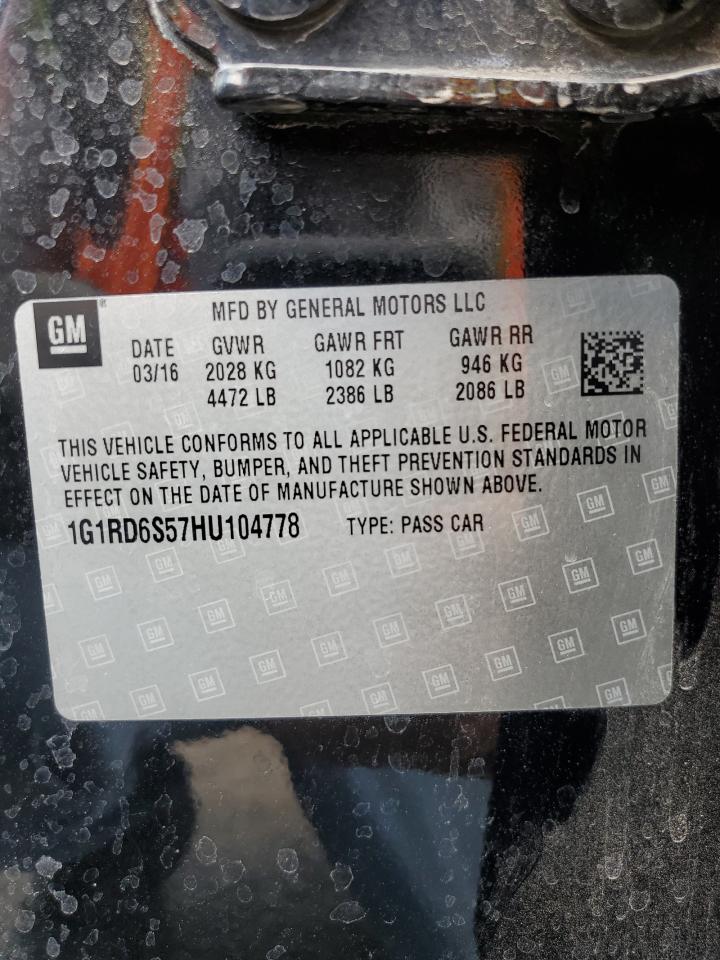 GM
MFD BY GENERAL MOTORS LLC
DATE GVWR GAWR FRT GAWR RR
03/16 2028 KG 1082 KG 946 KG
4472 LB 2386 LB 2086 LB
THIS VEHICLE CONFORMS TO ALL APPLICABLE U.S. FEDERAL MOTOR
VEHICLE SAFETY, BUMPER, AND THEFT PREVENTION STANDARDS IN
EFFECT ON THE DATE OF MANUFACTURE SHOWN ABOVE.
1G1RD6S57HU104778 TYPE: PASS CAR